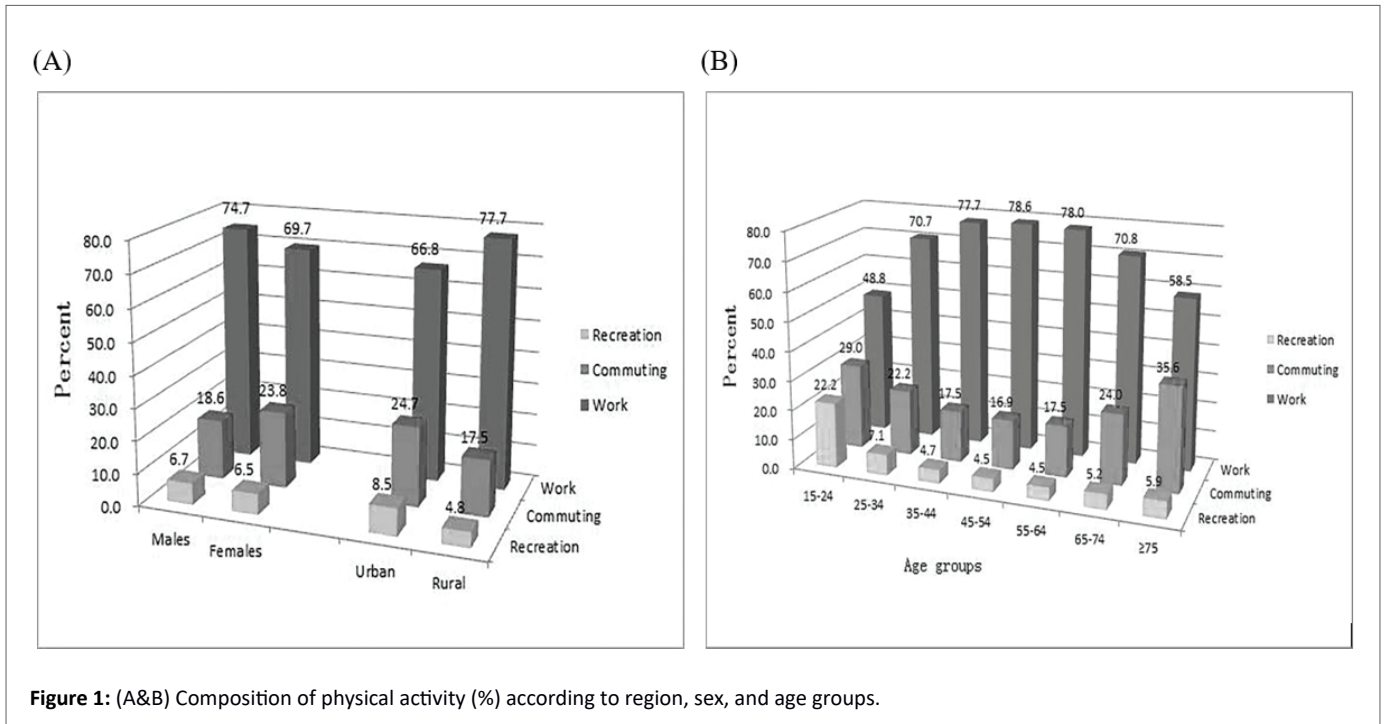 (A)
(B)
Percent
80.0
70.0
60.0
50.0
40.0
30.0
20.0
10.0
0.0
74.7
69.7
66.8
77.7
18.6
23.8
24.7
17.5
6.7
6.5
8.5
4.8
Males
Females
Urban
Rural
Work
Commuting
Recreation
Recreation
Commuting
Work
Percent
80.0
70.0
60.0
50.0
40.0
30.0
20.0
10.0
0.0
48.8
70.7
77.7
78.6
78.0
70.8
58.5
29.0
22.2
17.5
16.9
17.5
24.0
35.6
22.2
7.1
4.7
4.5
4.5
5.2
5.9
15-24
25-34
35-44
45-54
55-64
65-74
≥75
Age groups
Work
Commuting
Recreation
Recreation
Commuting
Work
Figure 1: (A&B) Composition of physical activity (%) according to region, sex, and age groups.